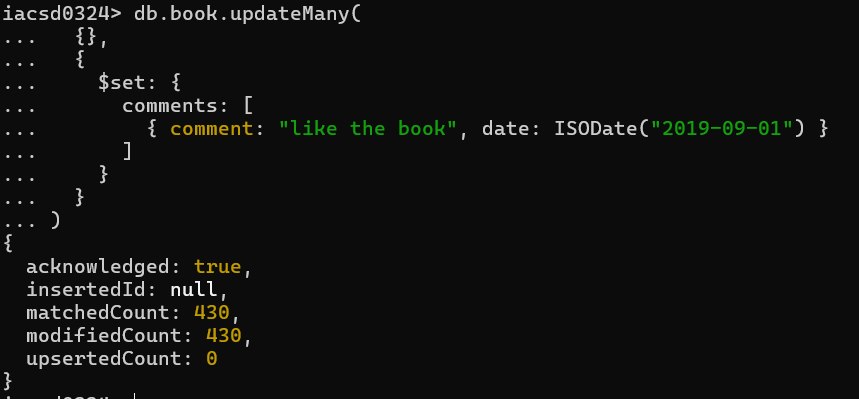 iacsd0324> db.book.updateMany(
...   {},
...   {
...     $set: {
...       comments: [
...         { comment: "like the book", date: ISODate("2019-09-01") }
...       ]
...     }
...   }
... )
{
  acknowledged: true,
  insertedId: null,
  matchedCount: 430,
  modifiedCount: 430,
  upsertedCount: 0
}
iacsd0324>